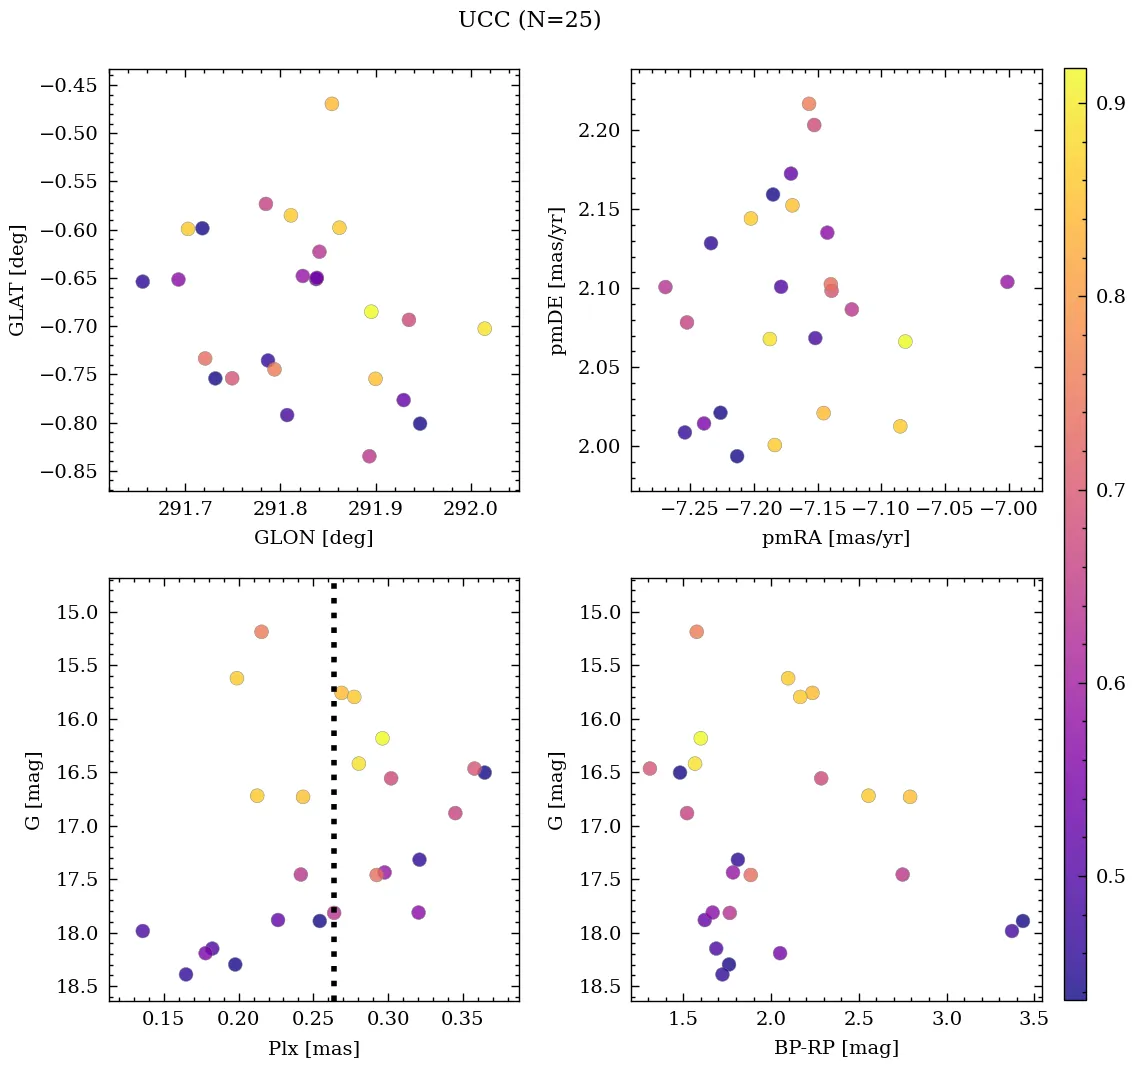 UCC (N=25)
−0.45
−0.50
−0.55
−0.60
−0.65
−0.70
−0.75
−0.80
−0.85
GLAT [deg]
291.7 291.8 291.9 292.0
GLON [deg]
2.20
2.15
2.10
2.05
2.00
pmDE [mas/yr]
−7.25 −7.20 −7.15 −7.10 −7.05 −7.00
pmRA [mas/yr]
15.0
15.5
16.0
16.5
17.0
17.5
18.0
18.5
G [mag]
0.15 0.20 0.25 0.30 0.35
Plx [mas]
15.0
15.5
16.0
16.5
17.0
17.5
18.0
18.5
G [mag]
1.5 2.0 2.5 3.0 3.5
BP-RP [mag]
0.9
0.8
0.7
0.6
0.5